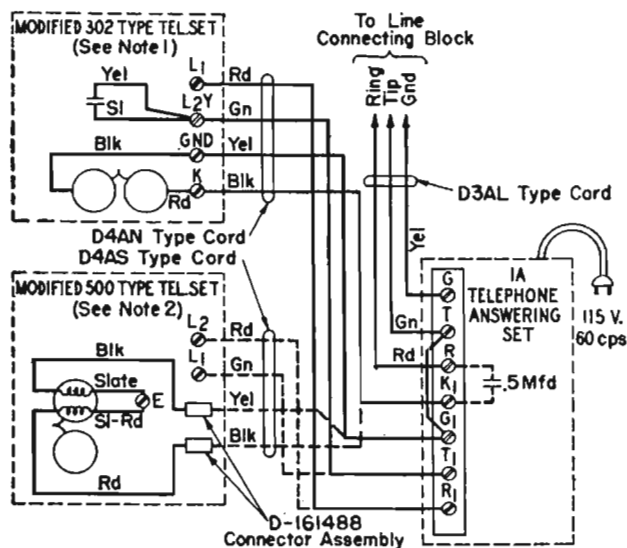 To Line
Connecting Block
Ring
Tip
Gnd
MODIFIED 302 TYPE TEL.SET
(See Note 1)
Yel
Sl
L1
Rd
L2Y
Gn
Blk
GND
Yel
K
Blk
Rd
D4AN Type Cord
D4AS Type Cord
D3AL Type Cord
Yel
MODIFIED 500 TYPE TEL.SET
(See Note 2)
Blk
L2
Rd
L1
Gn
Slate
E
Sl-Rd
Yel
Blk
Rd
D-161488
Connector Assembly
G
T
Gn
R
Rd
K1
G1
T1
R1
1A
TELEPHONE
ANSWERING
SET
.5 Mfd
115 V.
60 cps